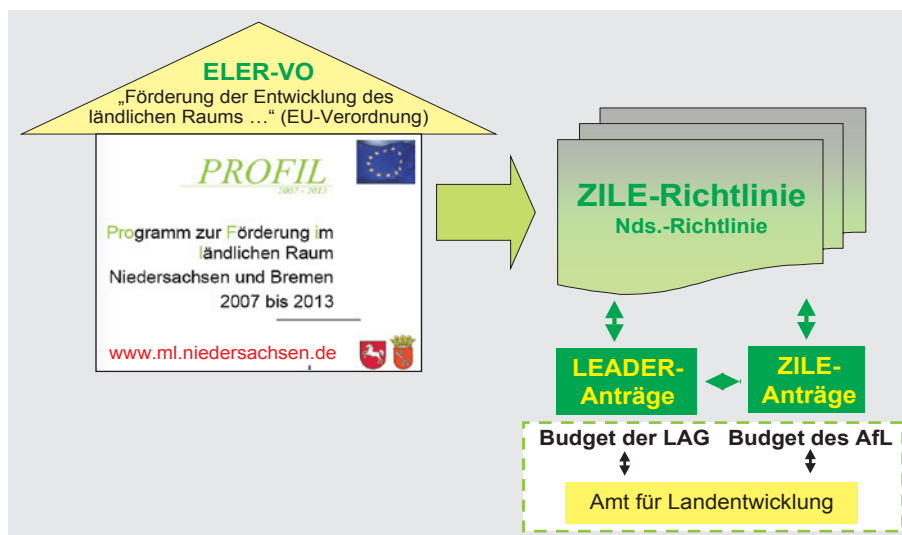 ELER-VO
„Förderung der Entwicklung des
ländlichen Raums …“ (EU-Verordnung)
PROFIL
2007 - 2013
Programm zur Förderung im
ländlichen Raum
Niedersachsen und Bremen
2007 bis 2013
www.ml.niedersachsen.de
ZILE-Richtlinie
Nds.-Richtlinie
LEADER-
Anträge
ZILE-
Anträge
Budget der LAG
Budget des AfL
Amt für Landentwicklung